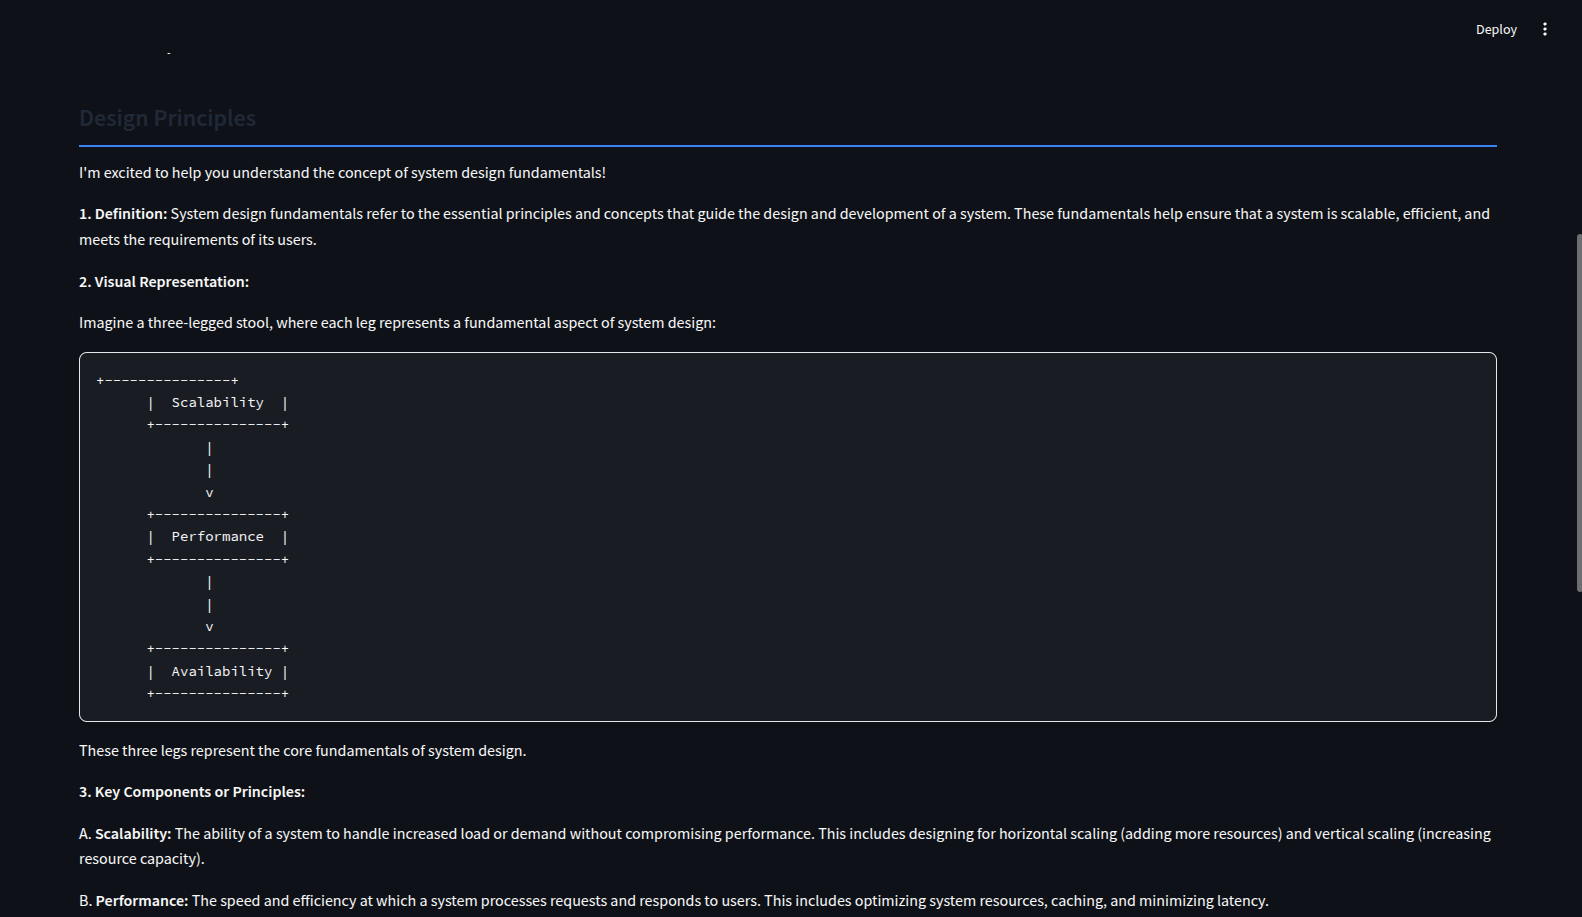 Deploy
Design Principles
I'm excited to help you understand the concept of system design fundamentals!
1. Definition: System design fundamentals refer to the essential principles and concepts that guide the design and development of a system. These fundamentals help ensure that a system is scalable, efficient, and
meets the requirements of its users.
2. Visual Representation:
Imagine a three-legged stool, where each leg represents a fundamental aspect of system design:
+---------------+
      |  Scalability  |
      +---------------+
             |
             |
             v
      +---------------+
      |  Performance  |
      +---------------+
             |
             |
             v
      +---------------+
      |  Availability |
      +---------------+
These three legs represent the core fundamentals of system design.
3. Key Components or Principles:
A. Scalability: The ability of a system to handle increased load or demand without compromising performance. This includes designing for horizontal scaling (adding more resources) and vertical scaling (increasing
resource capacity).
B. Performance: The speed and efficiency at which a system processes requests and responds to users. This includes optimizing system resources, caching, and minimizing latency.